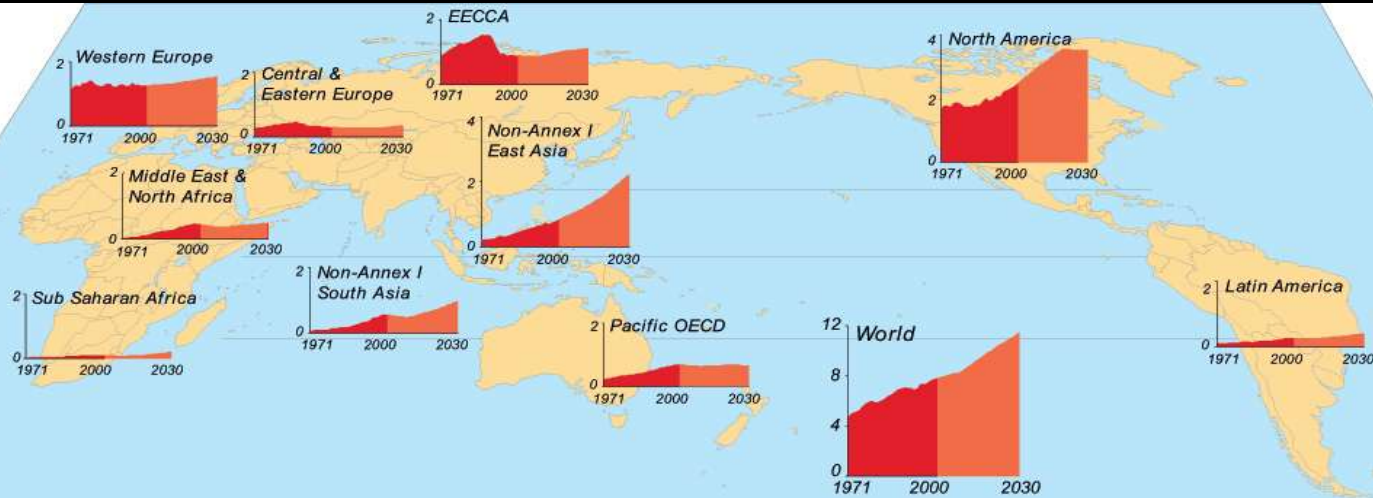 Western Europe
2
0
1971 2000 2030
Central &
Eastern Europe
2
0
1971 2000 2030
EECCA
2
0
1971 2000 2030
North America
4
2
0
1971 2000 2030
Non-Annex I
East Asia
4
2
0
1971 2000 2030
Middle East &
North Africa
2
0
1971 2000 2030
Non-Annex I
South Asia
2
0
1971 2000 2030
Sub Saharan Africa
2
0
1971 2000 2030
Pacific OECD
2
0
1971 2000 2030
World
12
8
4
0
1971 2000 2030
Latin America
2
0
1971 2000 2030